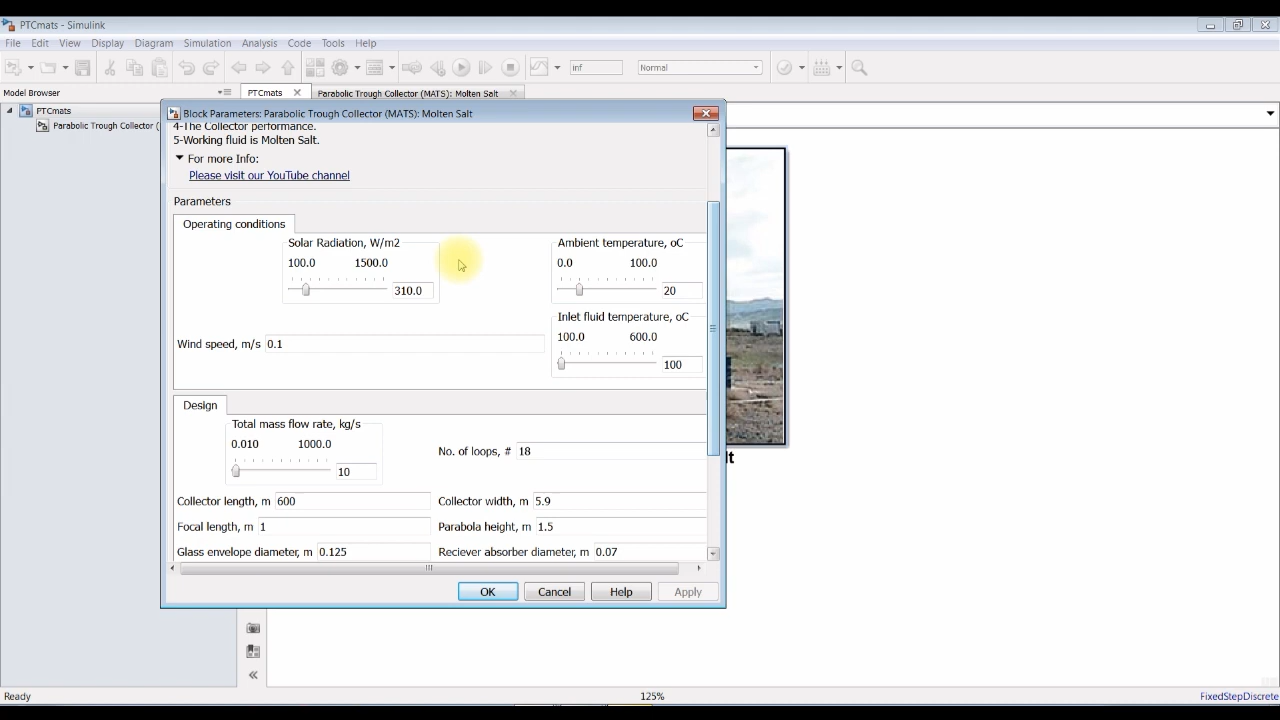 PTCmats - Simulink
File Edit View Display Diagram Simulation Analysis Code Tools Help
inf Normal
Model Browser
PTCmats
Parabolic Trough Collector (MATS): Molten Salt
PTCmats
Parabolic Trough Collector (
Block Parameters: Parabolic Trough Collector (MATS): Molten Salt
4-The Collector performance.
5-Working fluid is Molten Salt.
For more Info:
Please visit our YouTube channel
Parameters
Operating conditions
Solar Radiation, W/m2
100.0 1500.0
310.0
Ambient temperature, oC
0.0 100.0
20
Wind speed, m/s 0.1
Inlet fluid temperature, oC
100.0 600.0
100
Design
Total mass flow rate, kg/s
0.010 1000.0
10
No. of loops, # 18
Collector length, m 600 Collector width, m 5.9
Focal length, m 1 Parabola height, m 1.5
Glass envelope diameter, m 0.125 Reciever absorber diameter, m 0.07
OK Cancel Help Apply
lt
Ready 125% FixedStepDiscrete